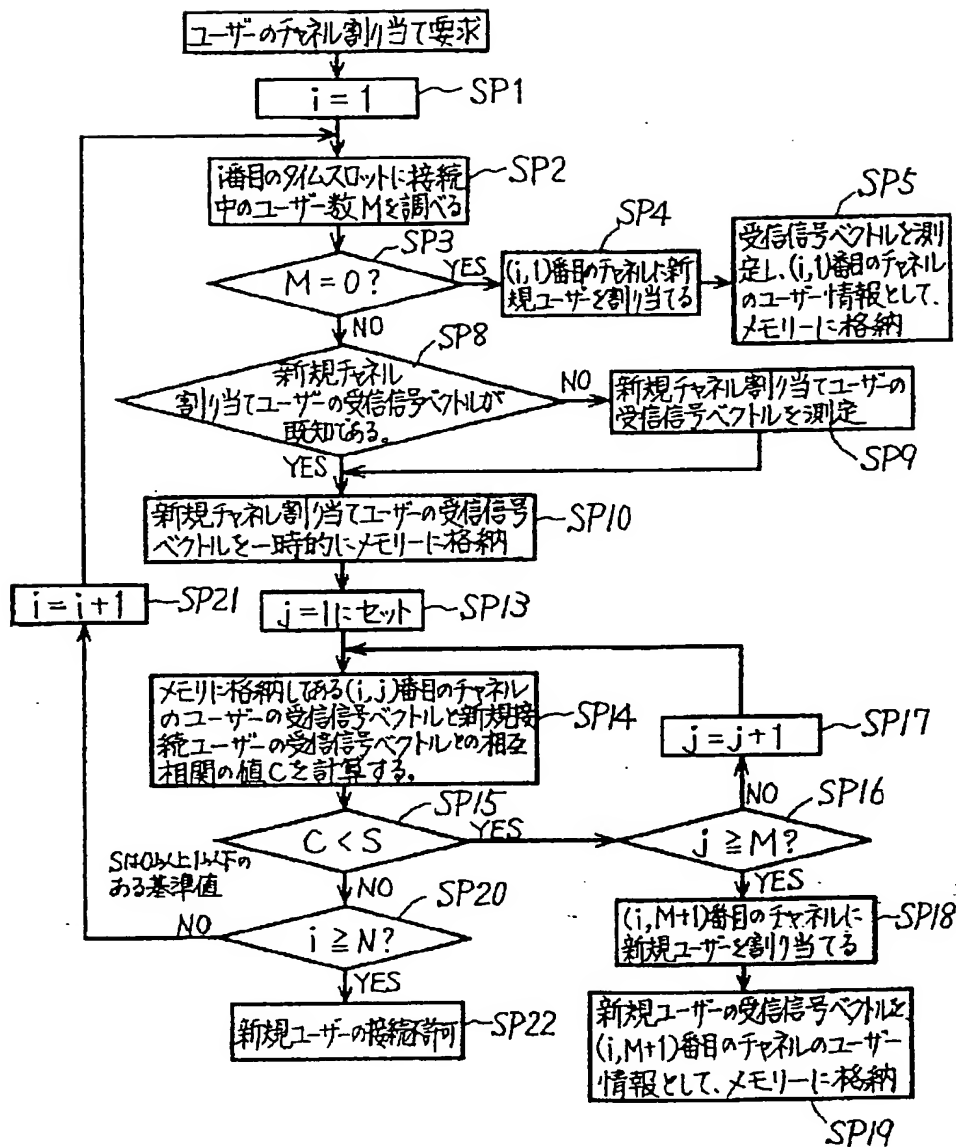 ユーザーのチャネル割り当て要求
i=1
SP1
i番目のタイムスロットに接続
中のユーザー数Mを調べる
SP2
SP3
M=0?
YES
NO
SP4
(i,1)番目のチャネルに新
規ユーザーを割り当てる
SP5
受信信号ベクトルを測
定し、(i,1)番目のチャネル
のユーザー情報として、
メモリーに格納
SP8
新規チャネル
割り当てユーザーの受信信号ベクトルが
既知である。
NO
YES
新規チャネル割り当てユーザーの
受信信号ベクトルを測定
SP9
新規チャネル割り当てユーザーの受信信号
ベクトルを一時的にメモリーに格納
SP10
i=i+1
SP21
j=1にセット
SP13
メモリに格納してある(i,j)番目のチャネル
のユーザーの受信信号ベクトルと新規接
続ユーザーの受信信号ベクトルとの相互
相関の値Cを計算する。
SP14
j=j+1
SP17
SP15
C<S
YES
NO
Sは0以上1以下の
ある基準値
SP16
j≧M?
NO
YES
SP20
i≧N?
NO
YES
(i,M+1)番目のチャネルに
新規ユーザーを割り当てる
SP18
新規ユーザーの接続不許可
SP22
新規ユーザーの受信信号ベクトルを、
(i,M+1)番目のチャネルのユーザー
情報として、メモリーに格納
SP19